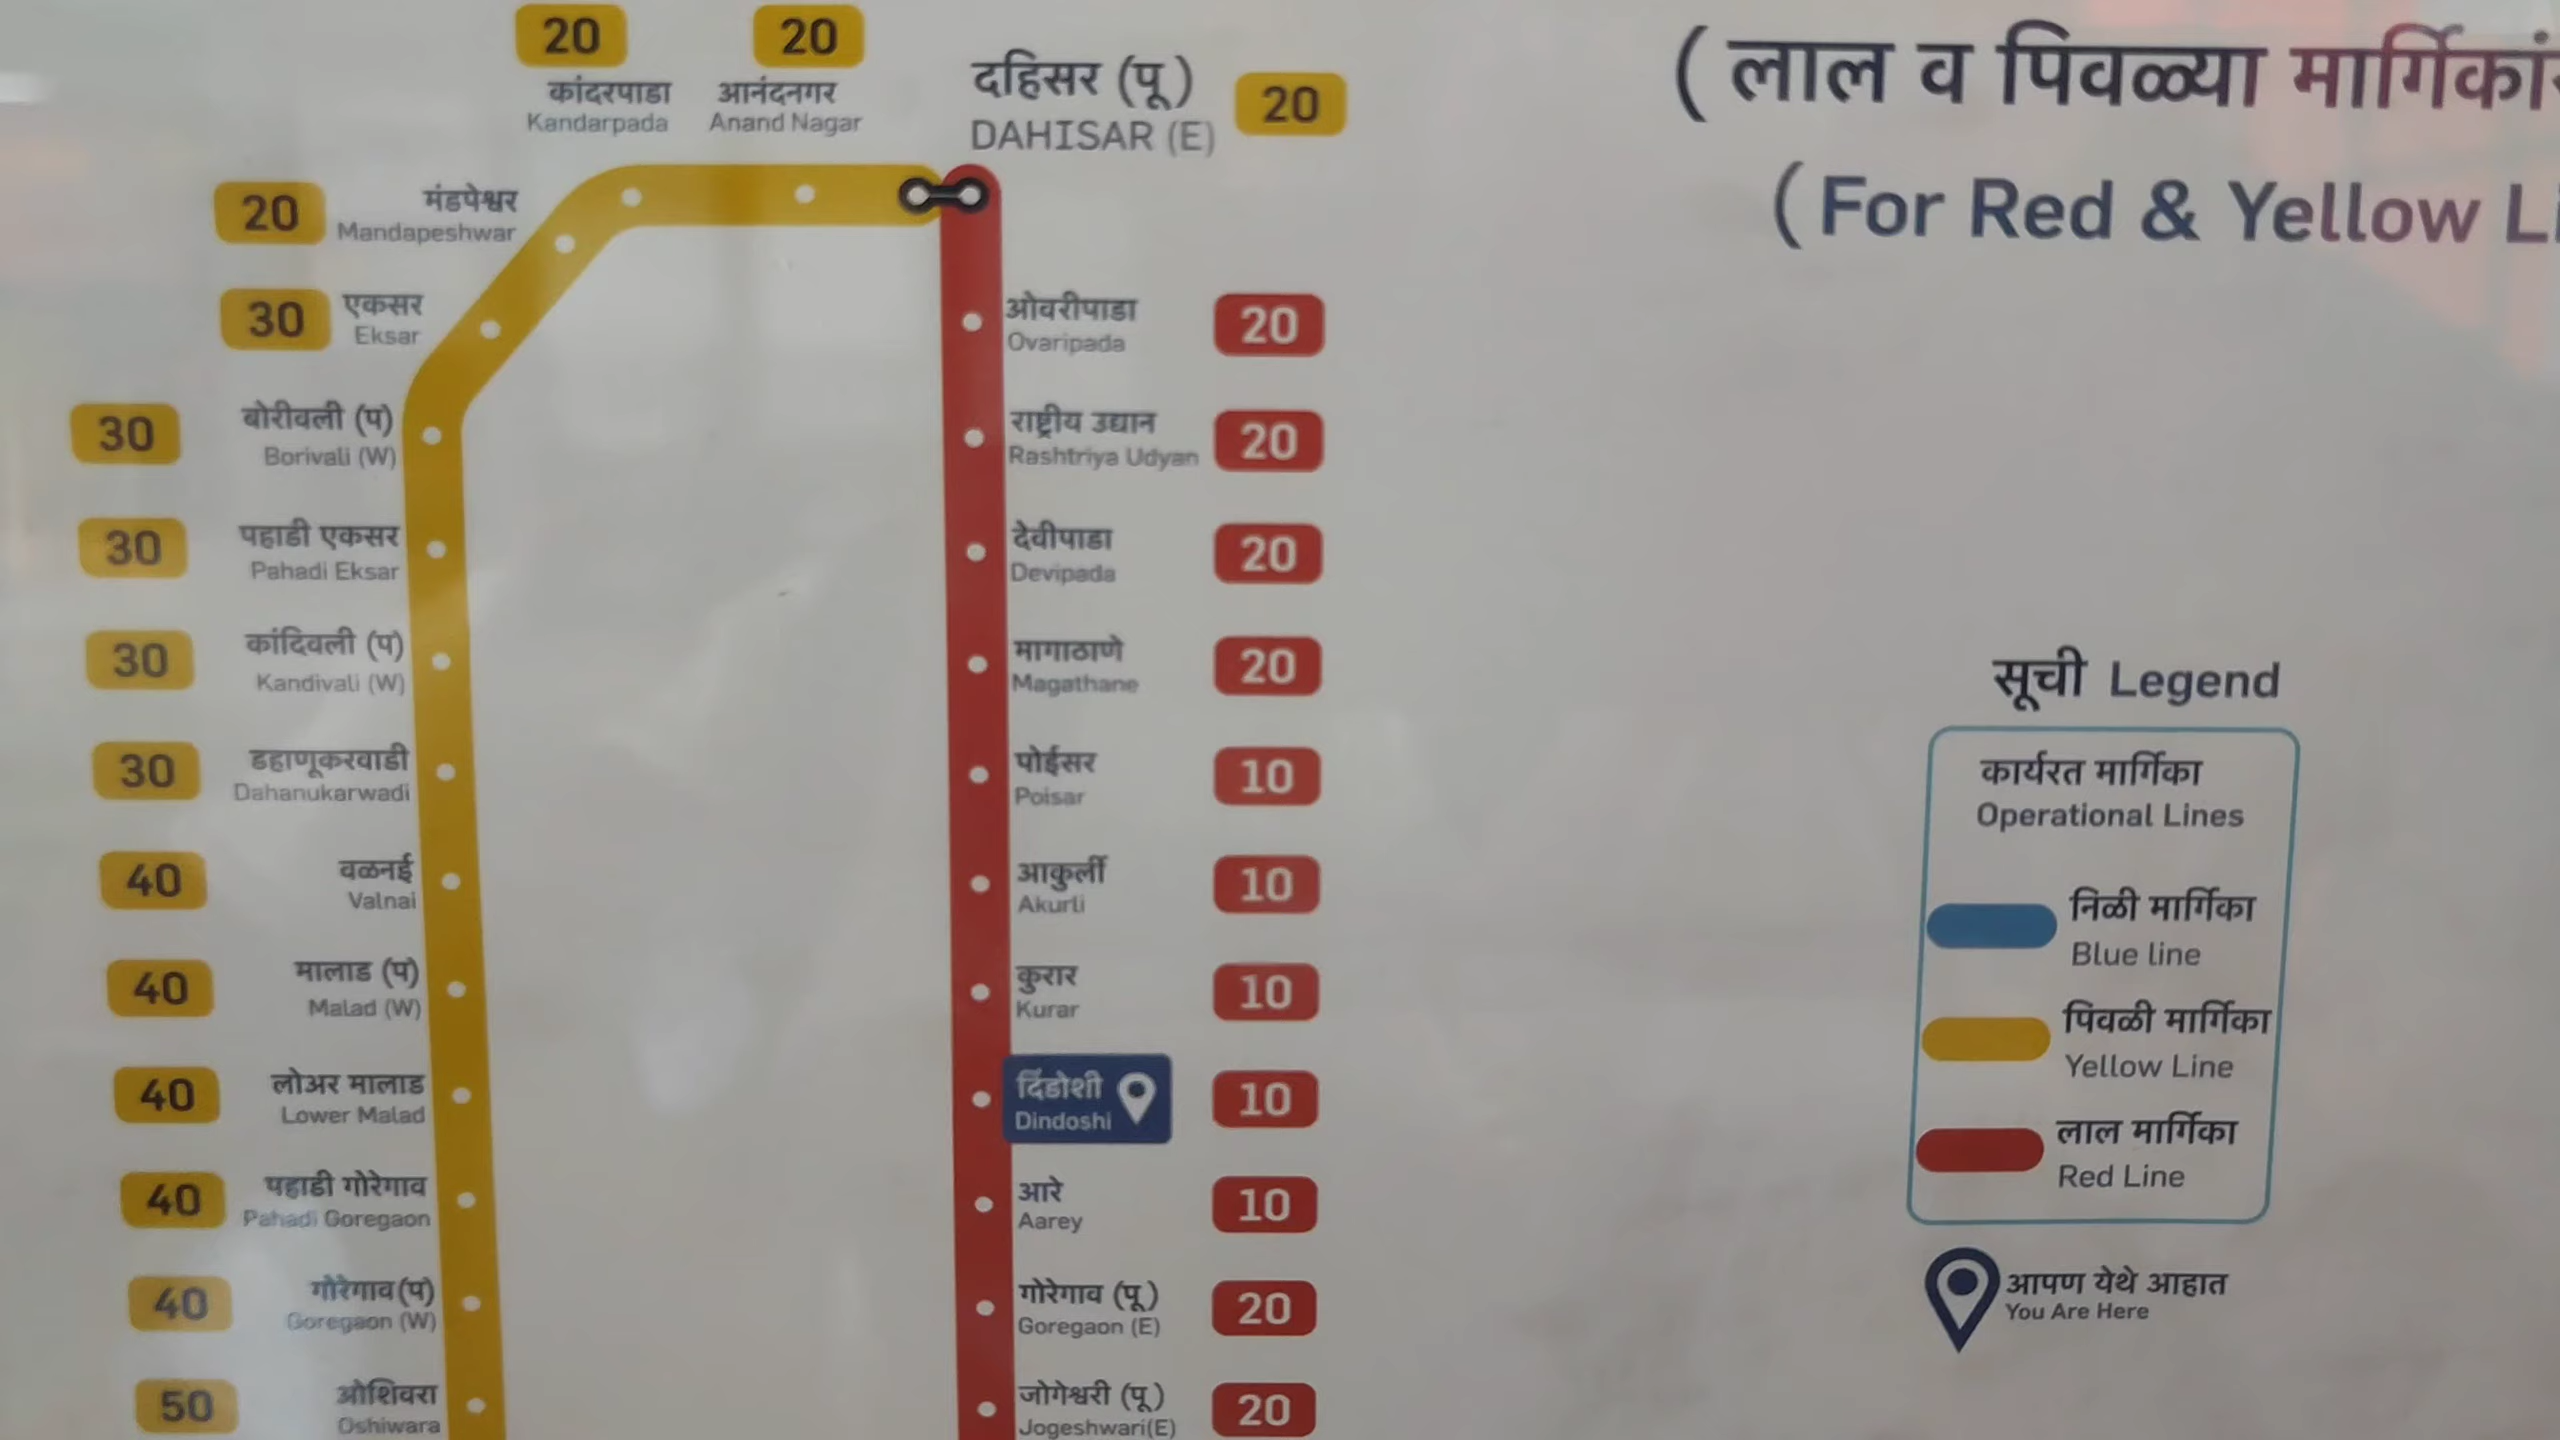 20
कांदरपाडा
Kandarpada
20
आनंदनगर
Anand Nagar
दहिसर (पू)
DAHISAR (E)
20
20
मंडपेश्वर
Mandapeshwar
30
एकसर
Eksar
30
बोरीवली (प)
Borivali (W)
30
पहाडी एकसर
Pahadi Eksar
30
कांदिवली (प)
Kandivali (W)
30
डहाणूकरवाडी
Dahanukarwadi
40
वळनई
Valnai
40
मालाड (प)
Malad (W)
40
लोअर मालाड
Lower Malad
40
पहाडी गोरेगाव
Pahadi Goregaon
40
गोरेगाव(प)
Goregaon (W)
50
ओशिवरा
Oshiwara
ओवरीपाडा
Ovaripada
20
राष्ट्रीय उद्यान
Rashtriya Udyan
20
देवीपाडा
Devipada
20
मागाठाणे
Magathane
20
पोईसर
Poisar
10
आकुर्ली
Akurli
10
कुरार
Kurar
10
दिंडोशी
Dindoshi
10
आरे
Aarey
10
गोरेगाव (पू)
Goregaon (E)
20
जोगेश्वरी (पू)
Jogeshwari(E)
20
( लाल व पिवळ्या
( For Red & Yellow
सूची Legend
कार्यरत मार्गिका
Operational Lines
निळी मार्गिका
Blue line
पिवळी मार्गिका
Yellow Line
लाल मार्गिका
Red Line
आपण येथे आहात
You Are Here